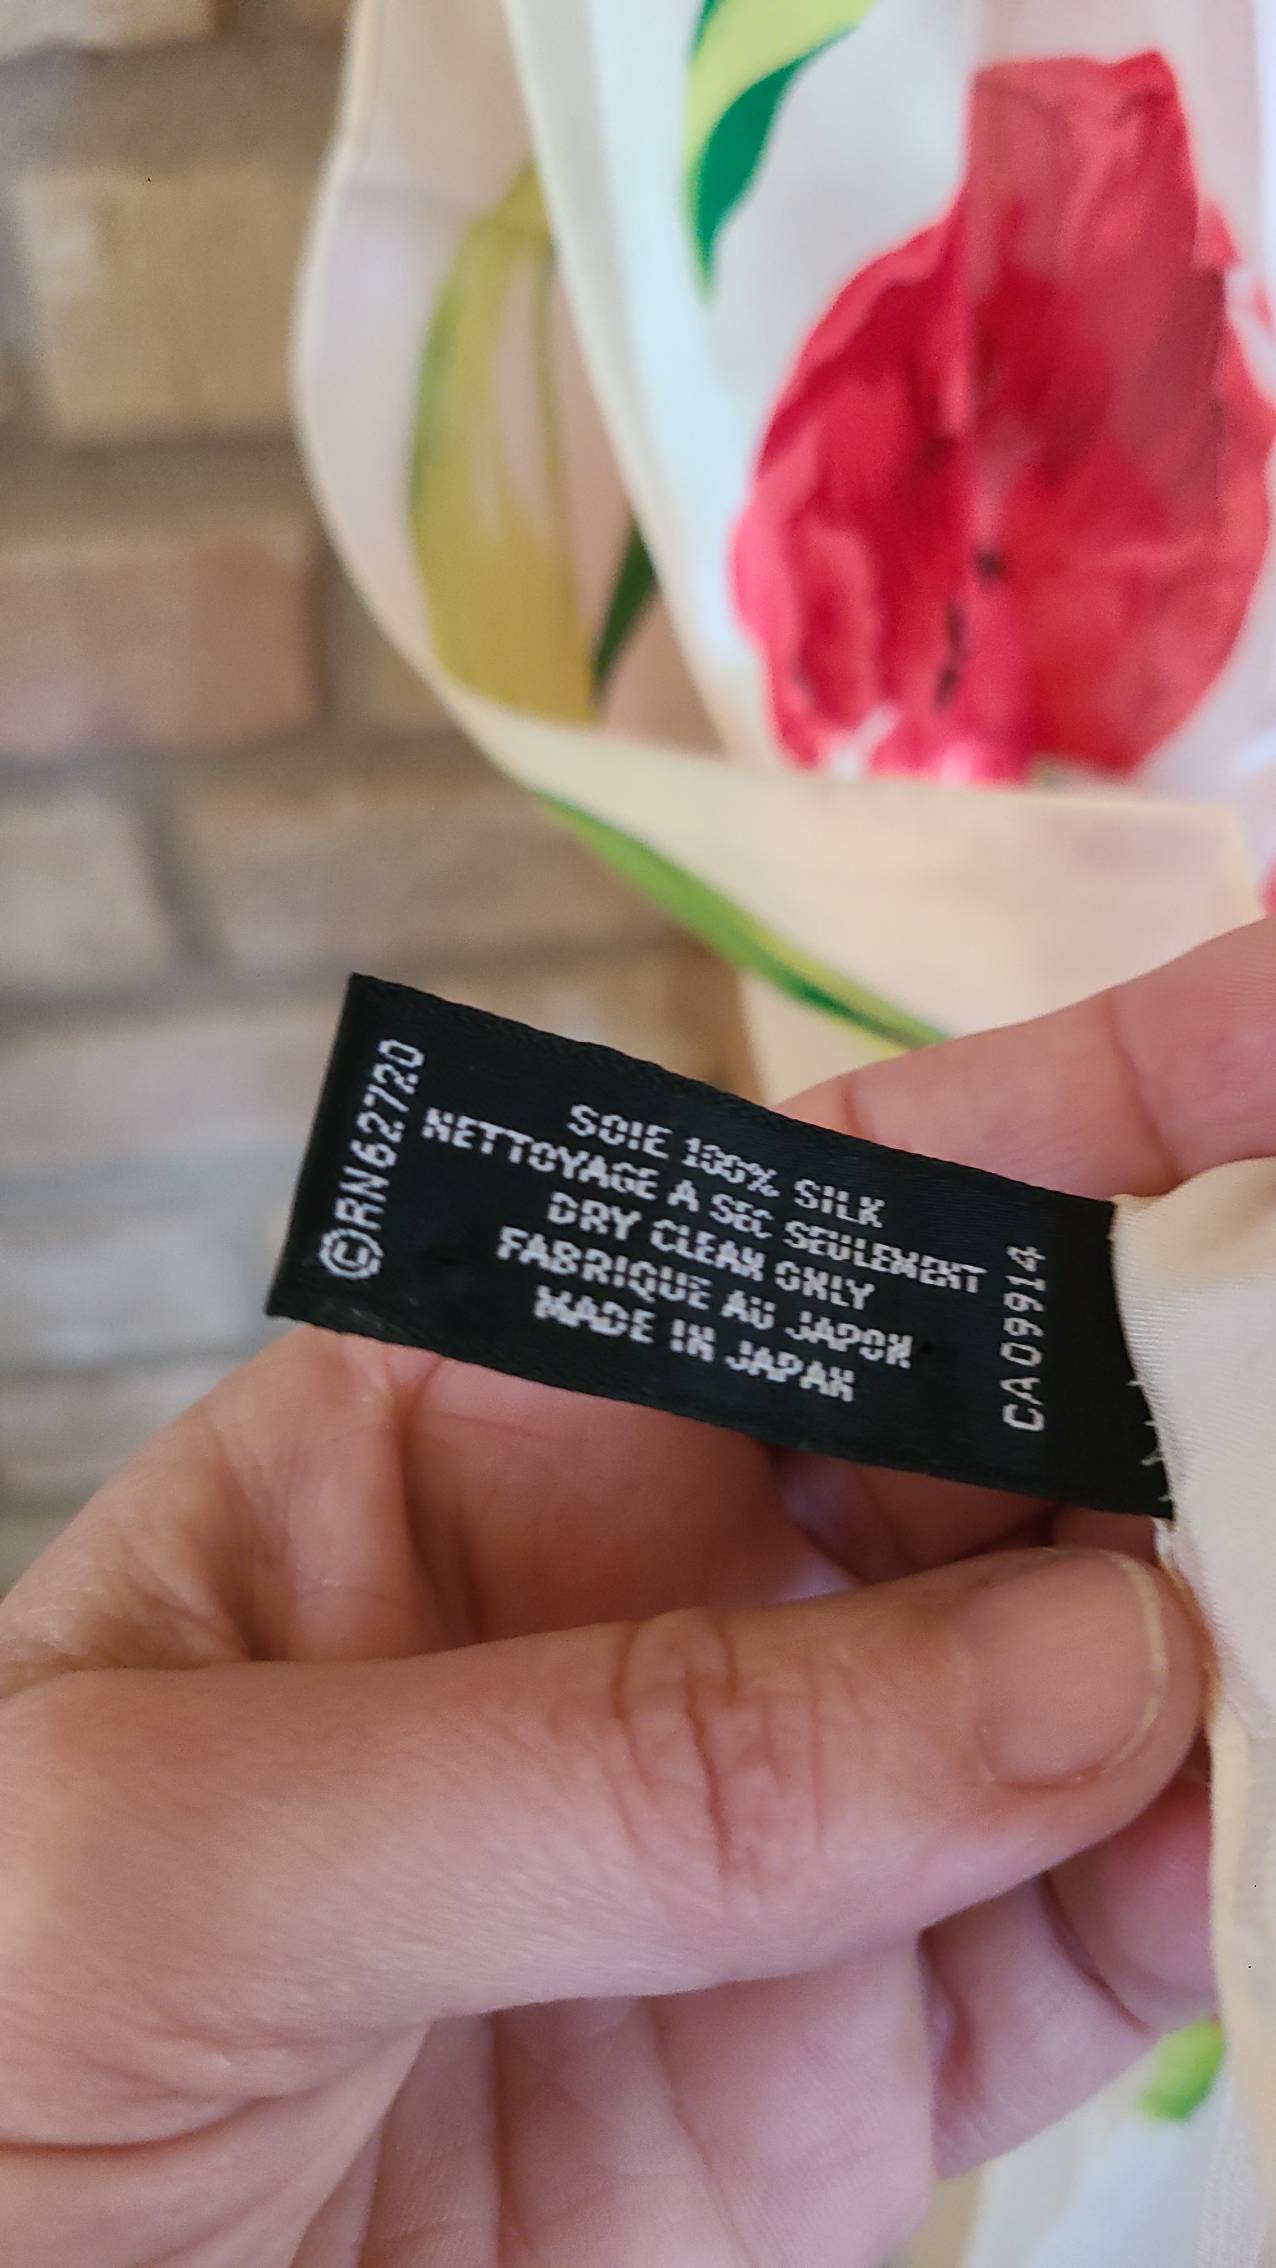 ©RN62720
SOIE 100% SILK
NETTOYAGE A SEC SEULEMENT
DRY CLEAN ONLY
FABRIQUE AU JAPON
MADE IN JAPAN
CA09914